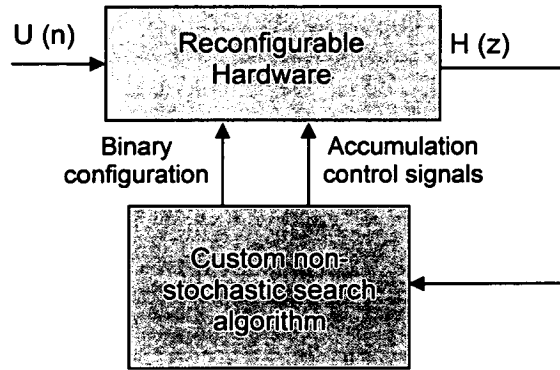 U (n)
Reconfigurable
Hardware
H (z)
Binary
configuration
Accumulation
control signals
Custom non-
stochastic search
algorithm